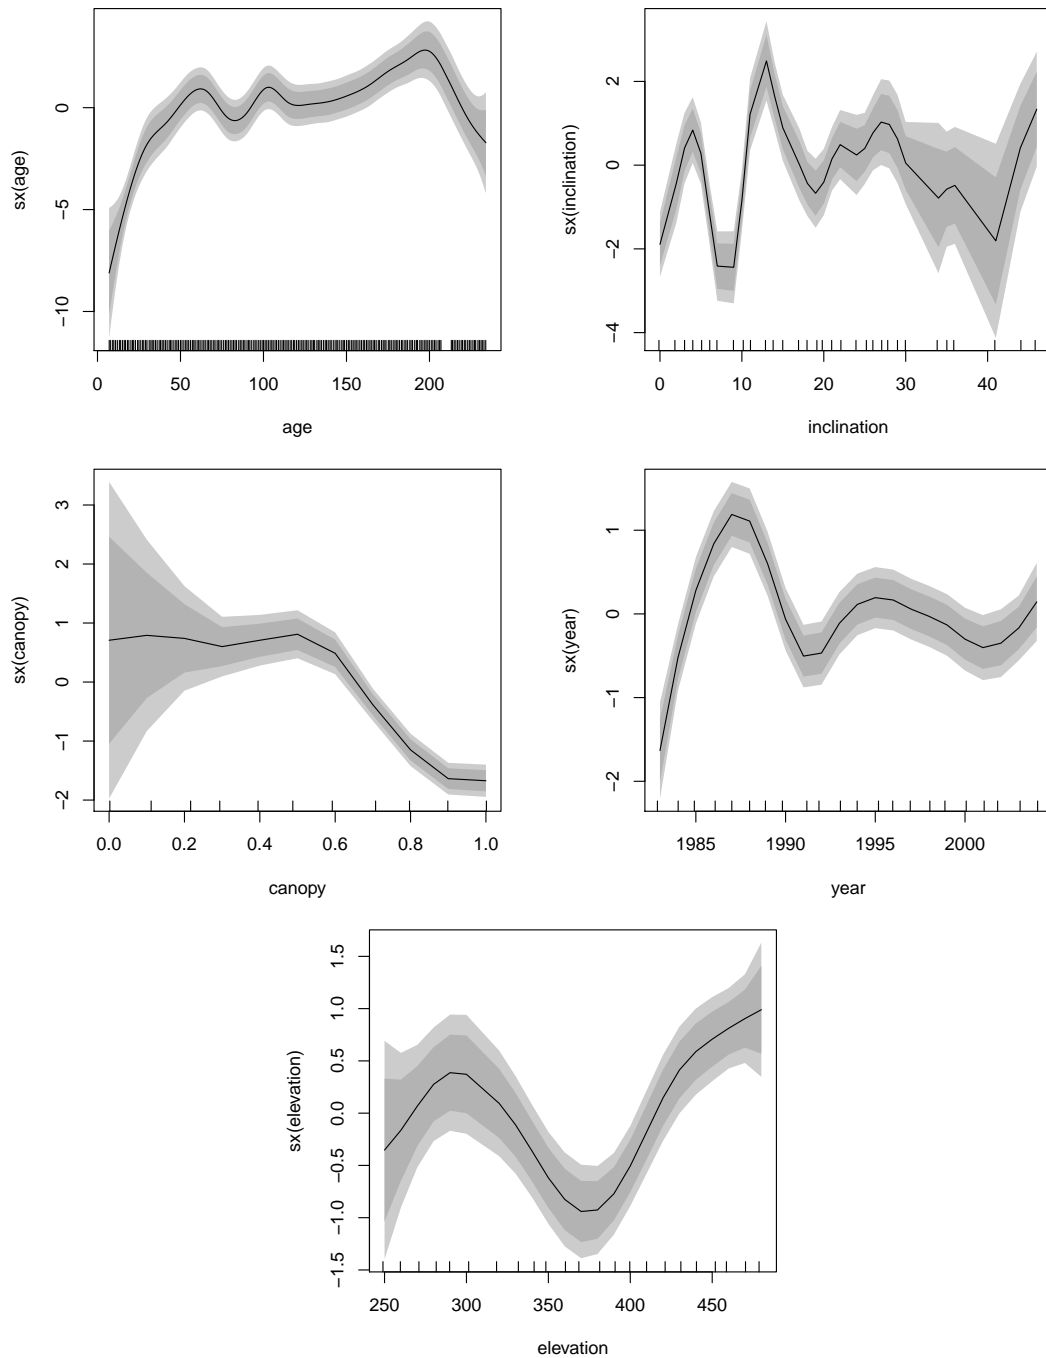 sx(age)
0
−5
−10
0 50 100 150 200
age
sx(inclination)
2
0
−2
−4
0 10 20 30 40
inclination
sx(canopy)
3
2
1
0
−1
−2
0.0 0.2 0.4 0.6 0.8 1.0
canopy
sx(year)
1
0
−1
−2
1985 1990 1995 2000
year
sx(elevation)
1.5
1.0
0.5
0.0
−0.5
−1.0
−1.5
250 300 350 400 450
elevation